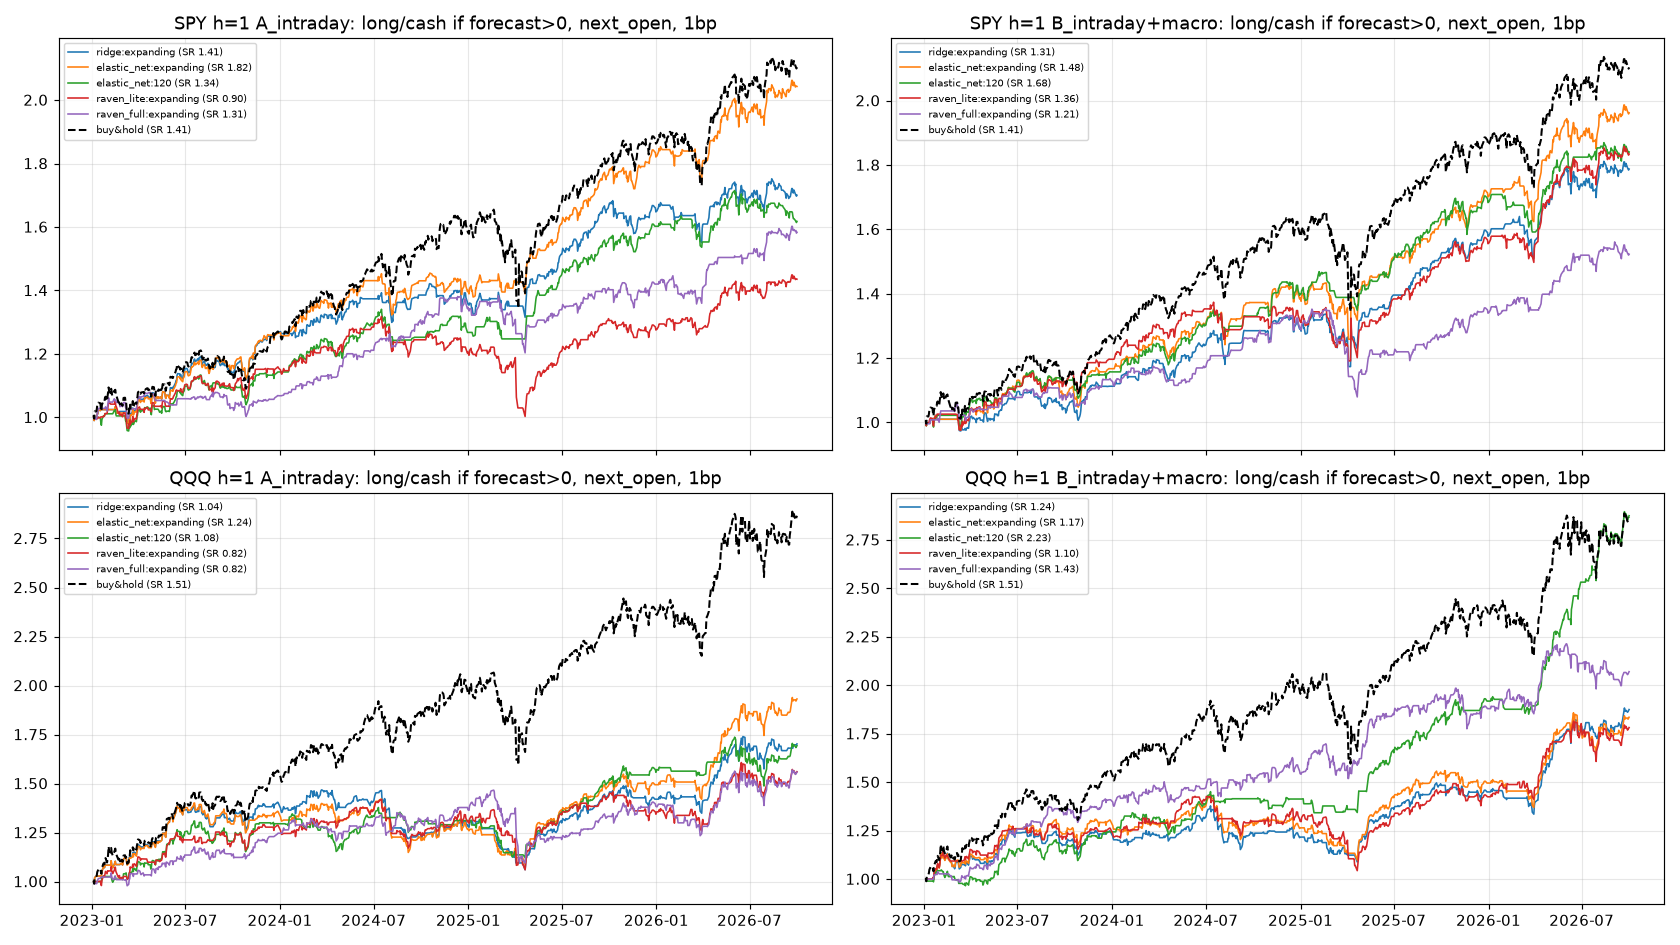 SPY h=1 A_intraday: long/cash if forecast>0, next_open, 1bp
ridge:expanding (SR 1.41)
elastic_net:expanding (SR 1.82)
elastic_net:120 (SR 1.34)
raven_lite:expanding (SR 0.90)
raven_full:expanding (SR 1.31)
buy&hold (SR 1.41)
2.0
1.8
1.6
1.4
1.2
1.0
SPY h=1 B_intraday+macro: long/cash if forecast>0, next_open, 1bp
ridge:expanding (SR 1.31)
elastic_net:expanding (SR 1.48)
elastic_net:120 (SR 1.68)
raven_lite:expanding (SR 1.36)
raven_full:expanding (SR 1.21)
buy&hold (SR 1.41)
2.0
1.8
1.6
1.4
1.2
1.0
QQQ h=1 A_intraday: long/cash if forecast>0, next_open, 1bp
ridge:expanding (SR 1.04)
elastic_net:expanding (SR 1.24)
elastic_net:120 (SR 1.08)
raven_lite:expanding (SR 0.82)
raven_full:expanding (SR 0.82)
buy&hold (SR 1.51)
2.75
2.50
2.25
2.00
1.75
1.50
1.25
1.00
2023-01 2023-07 2024-01 2024-07 2025-01 2025-07 2026-01 2026-07
QQQ h=1 B_intraday+macro: long/cash if forecast>0, next_open, 1bp
ridge:expanding (SR 1.24)
elastic_net:expanding (SR 1.17)
elastic_net:120 (SR 2.23)
raven_lite:expanding (SR 1.10)
raven_full:expanding (SR 1.43)
buy&hold (SR 1.51)
2.75
2.50
2.25
2.00
1.75
1.50
1.25
1.00
2023-01 2023-07 2024-01 2024-07 2025-01 2025-07 2026-01 2026-07